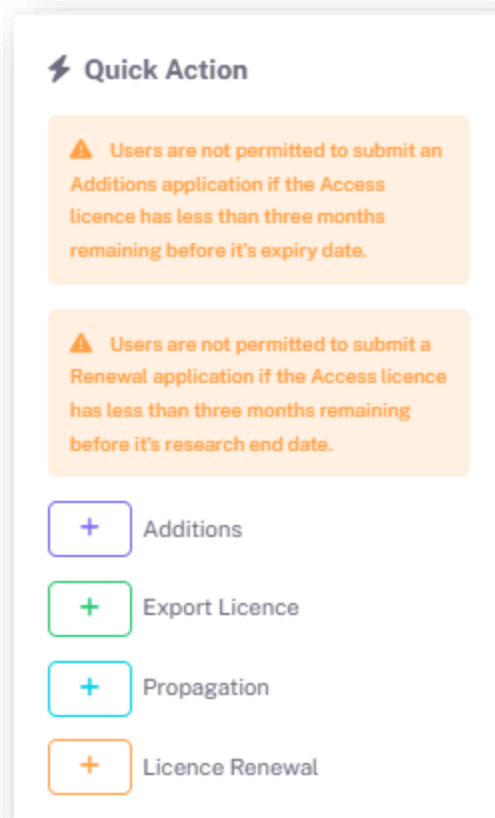 Quick Action
Users are not permitted to submit an
Additions application if the Access
licence has less than three months
remaining before it's expiry date.
Users are not permitted to submit a
Renewal application if the Access licence
has less than three months remaining
before it's research end date.
+ Additions
+ Export Licence
+ Propagation
+ Licence Renewal